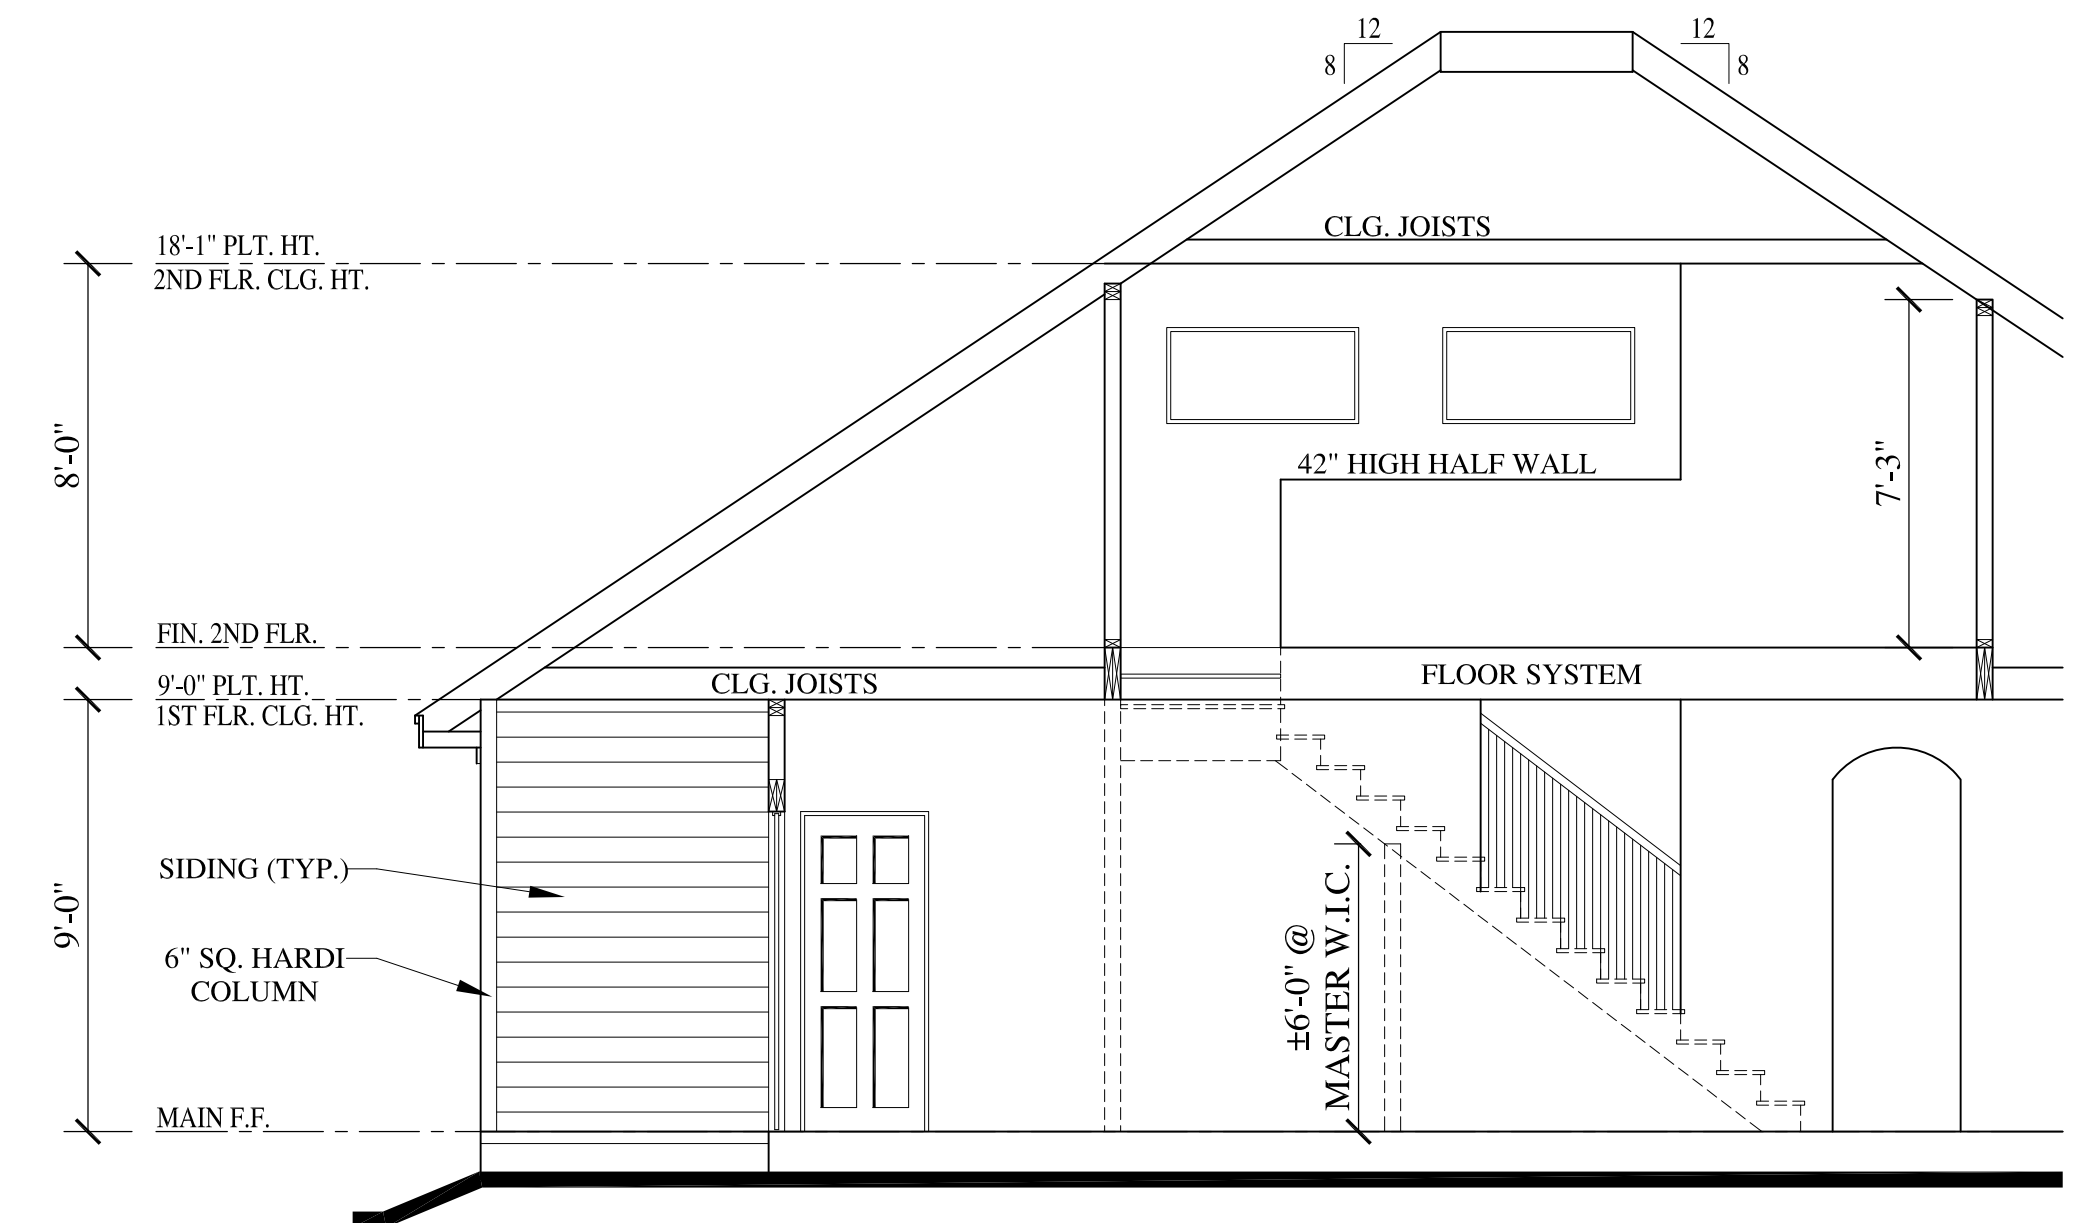 12
8
12
8
18'-1" PLT. HT.
2ND FLR. CLG. HT.
CLG. JOISTS
8'-0"
42" HIGH HALF WALL
7'-3"
FIN. 2ND FLR.
9'-0" PLT. HT.
1ST FLR. CLG. HT.
CLG. JOISTS
FLOOR SYSTEM
9'-0"
SIDING (TYP.)
6" SQ. HARDI
COLUMN
±6'-0" @
MASTER W.I.C.
MAIN F.F.